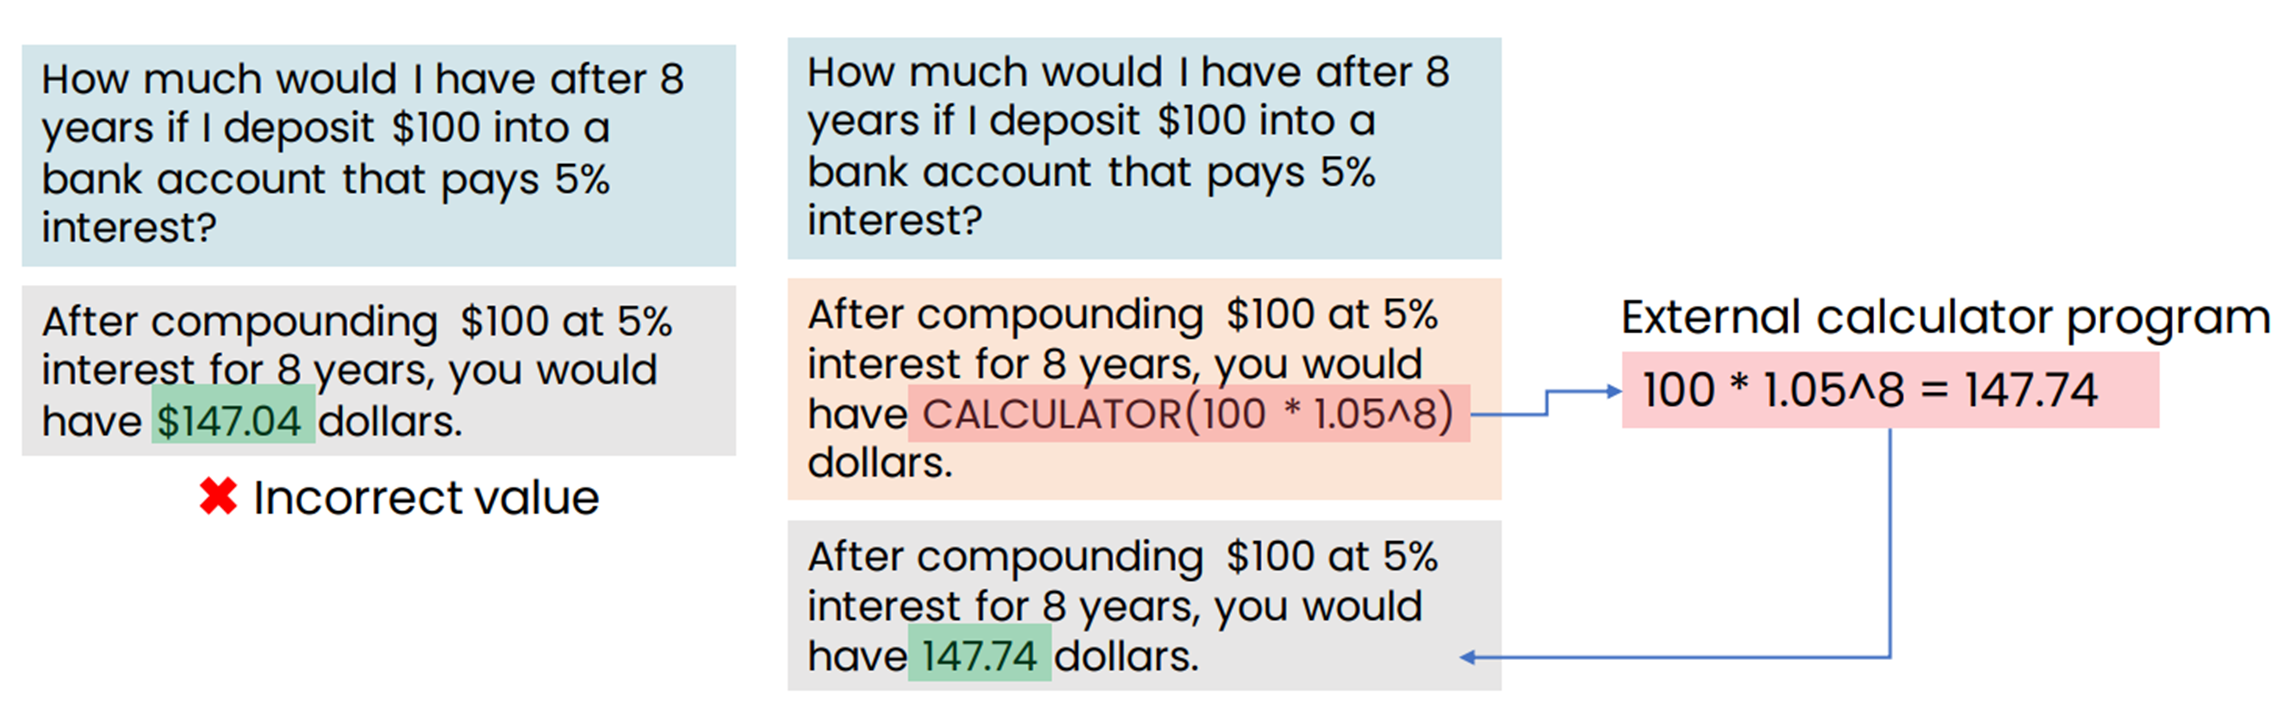 How much would I have after 8
years if I deposit $100 into a
bank account that pays 5%
interest?
After compounding $100 at 5%
interest for 8 years, you would
have $147.04 dollars.
✖ Incorrect value
How much would I have after 8
years if I deposit $100 into a
bank account that pays 5%
interest?
After compounding $100 at 5%
interest for 8 years, you would
have CALCULATOR(100 * 1.05^8)
dollars.
External calculator program
100 * 1.05^8 = 147.74
After compounding $100 at 5%
interest for 8 years, you would
have 147.74 dollars.